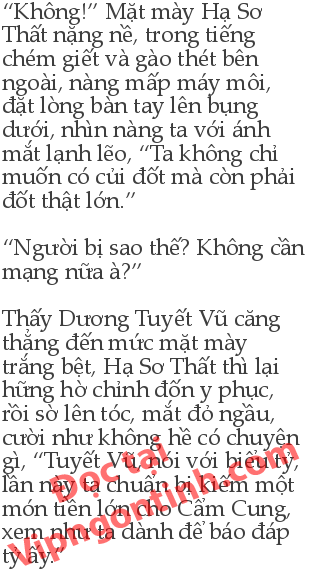 “Không!” Mặt mày Hạ Sơ
Thất nặng nề, trong tiếng
chém giết và gào thét bên
ngoài, nàng mấp máy môi,
đặt lòng bàn tay lên bụng
dưới, nhìn nàng ta với ánh
mắt lạnh lẽo, “Ta không chỉ
muốn có củi đốt mà còn phải
đốt thật lớn.”
“Người bị sao thế? Không cần
mạng nữa à?”
Thấy Dương Tuyết Vũ căng
thẳng đến mức mặt mày
trắng bệt, Hạ Sơ Thất thì lại
hững hờ chỉnh đốn y phục,
rồi sờ lên tóc, mắt đỏ ngầu,
cười như không hề có chuyện
gì, “Tuyết Vũ, nói với biểu tỷ,
lần này ta chuẩn bị kiếm một
món tiền lớn cho Cẩm Cung,
xem như ta dành để báo đáp
tỷ ấy.”
Đọc tại
Vipngontinh.com